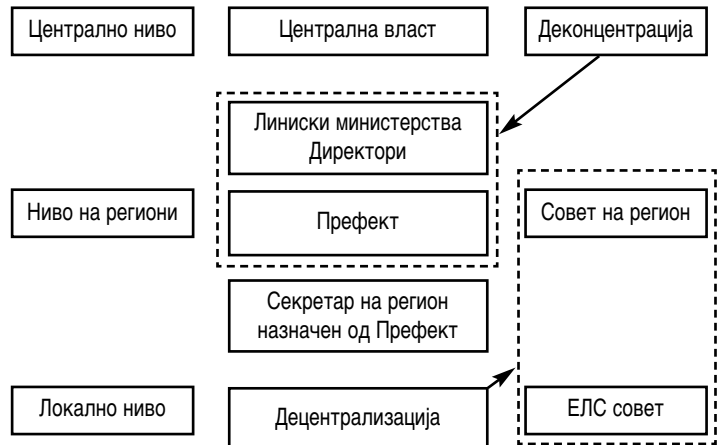 Централно ниво
Централна власт
Деконцентрација
Линиски министерства
Директори
Ниво на региони
Префект
Совет на регион
Секретар на регион
назначен од Префект
Локално ниво
Децентрализација
ЕЛС совет